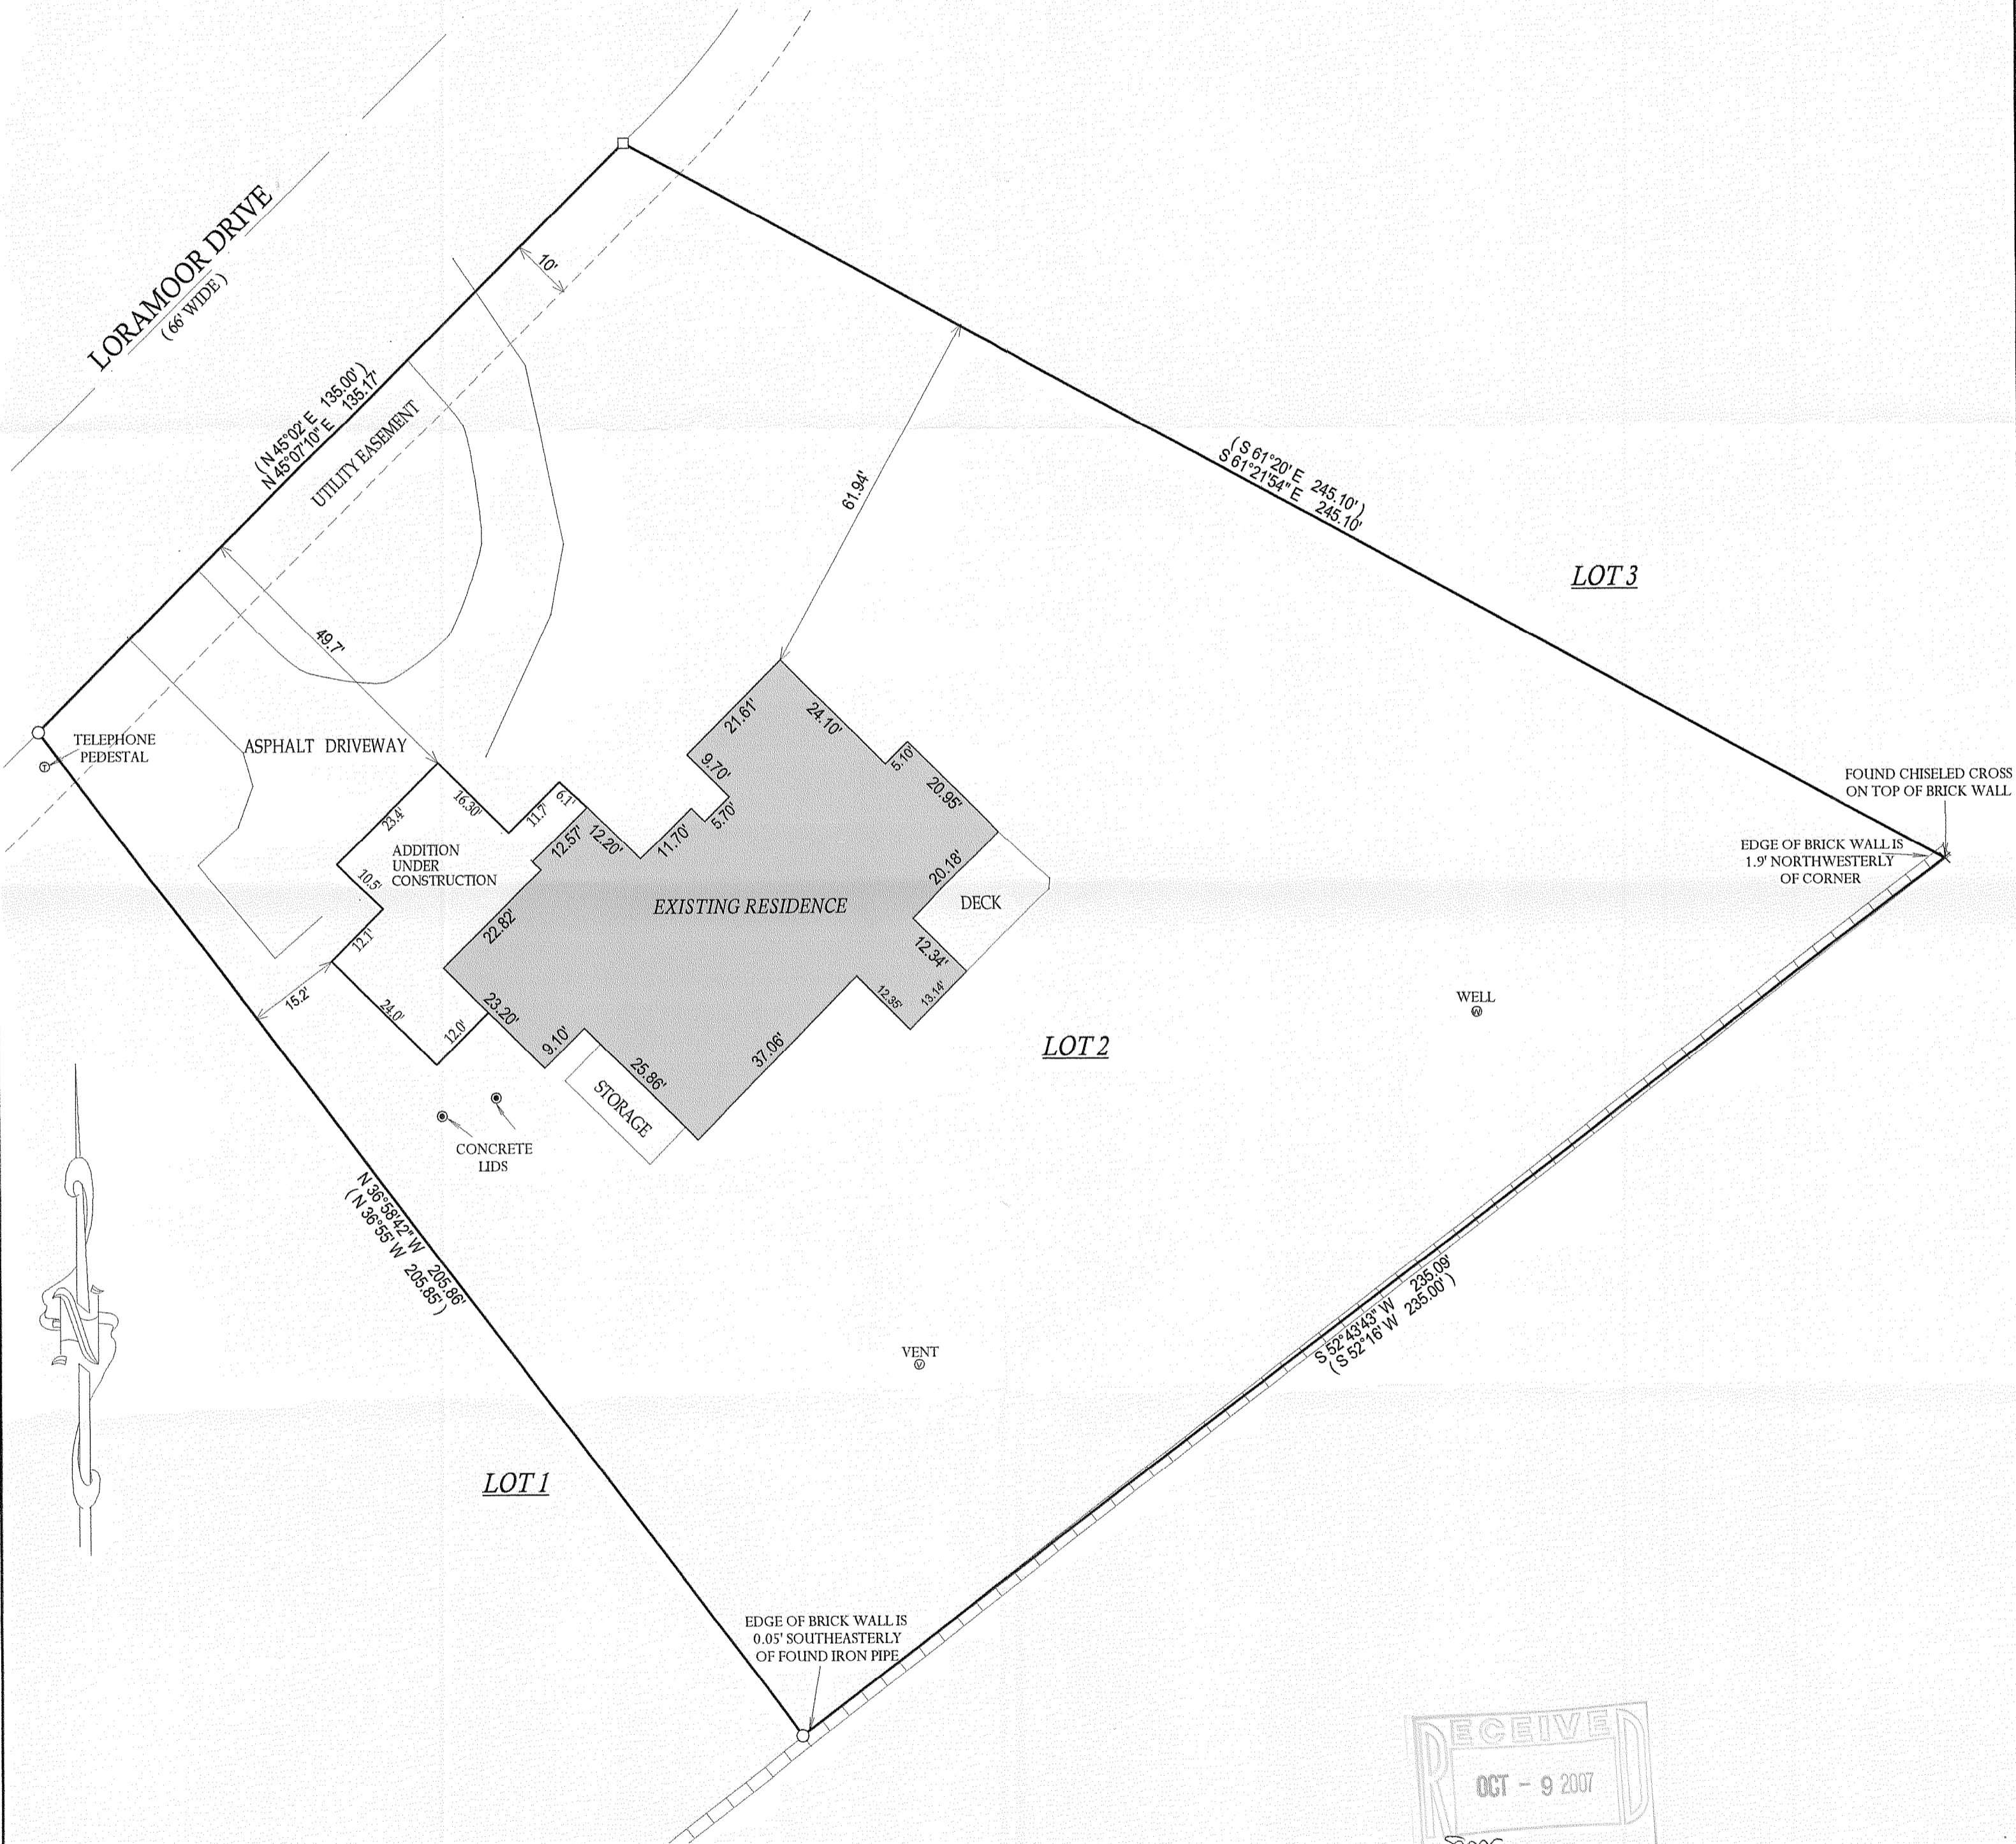 LORAMOOR DRIVE
( 66' WIDE )
10'
( N 45°02' E 135.00' )
N 45°07'10" E 135.17'
UTILITY EASEMENT
61.94'
( S 61°20' E 245.10' )
S 61°21'54" E 245.10'
LOT 3
49.7'
TELEPHONE
PEDESTAL
ASPHALT DRIVEWAY
21.61'
24.10'
9.70'
5.10'
20.95'
5.70'
11.70'
6.1'
11.7'
16.30'
12.57'
12.20'
23.4'
10.5'
12.1'
ADDITION
UNDER
CONSTRUCTION
EXISTING RESIDENCE
22.82'
20.18'
DECK
12.34'
12.35'
13.14'
FOUND CHISELED CROSS
ON TOP OF BRICK WALL
EDGE OF BRICK WALL IS
1.9' NORTHWESTERLY
OF CORNER
15.2'
24.0'
12.0'
23.20'
9.10'
25.86'
37.06'
STORAGE
WELL
W
LOT 2
CONCRETE
LIDS
N 36°58'42" W 205.86'
( N 36°55' W 205.85' )
N
VENT
V
S 52°43'43" W 235.09'
( S 52°16' W 235.00' )
LOT 1
EDGE OF BRICK WALL IS
0.05' SOUTHEASTERLY
OF FOUND IRON PIPE
RECEIVED
OCT - 9 2007